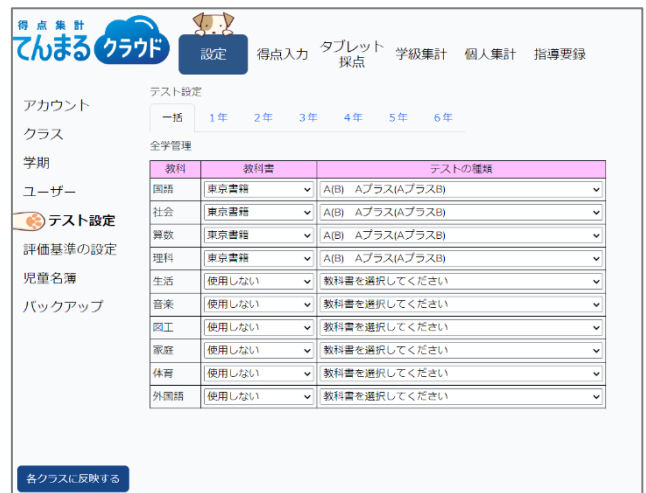 得点集計
てんまるクラウド
設定 得点入力 タブレット採点 学級集計 個人集計 指導要録
アカウント
クラス
学期
ユーザー
テスト設定
評価基準の設定
児童名簿
バックアップ
テスト設定
一括 1年 2年 3年 4年 5年 6年
全学管理
教科 教科書 テストの種類
国語 東京書籍 A(B) Aプラス(AプラスB)
社会 東京書籍 A(B) Aプラス(AプラスB)
算数 東京書籍 A(B) Aプラス(AプラスB)
理科 東京書籍 A(B) Aプラス(AプラスB)
生活 使用しない 教科書を選択してください
音楽 使用しない 教科書を選択してください
図工 使用しない 教科書を選択してください
家庭 使用しない 教科書を選択してください
体育 使用しない 教科書を選択してください
外国語 使用しない 教科書を選択してください
各クラスに反映する